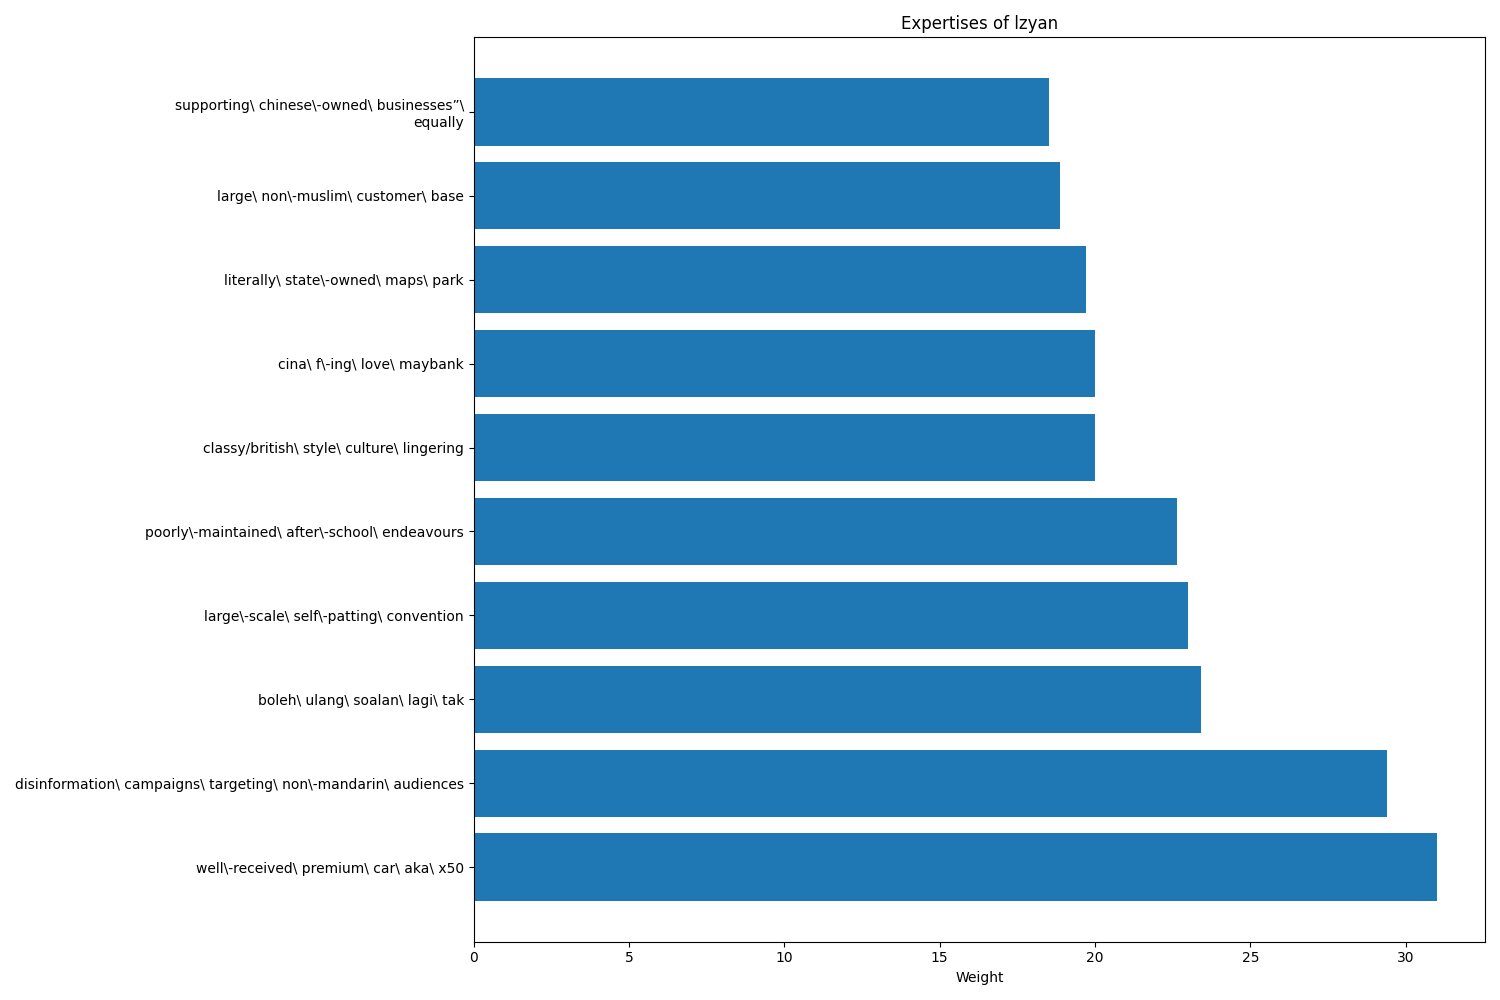 Expertises of lzyan
supporting\ chinese\-owned\ businesses”\
equally
large\ non\-muslim\ customer\ base
literally\ state\-owned\ maps\ park
cina\ f\-ing\ love\ maybank
classy/british\ style\ culture\ lingering
poorly\-maintained\ after\-school\ endeavours
large\-scale\ self\-patting\ convention
boleh\ ulang\ soalan\ lagi\ tak
disinformation\ campaigns\ targeting\ non\-mandarin\ audiences
well\-received\ premium\ car\ aka\ x50
0 5 10 15 20 25 30
Weight